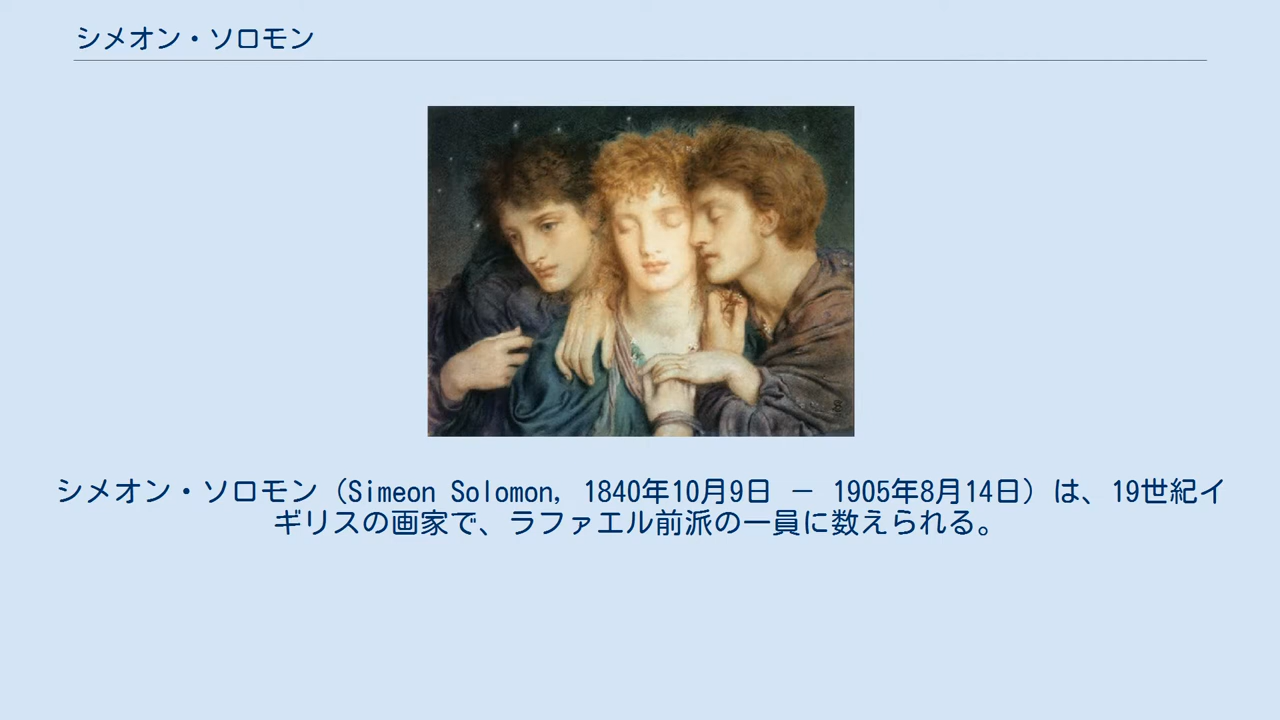 シメオン・ソロモン
シメオン・ソロモン（Simeon Solomon, 1840年10月9日 － 1905年8月14日）は、19世紀イ
ギリスの画家で、ラファエル前派の一員に数えられる。